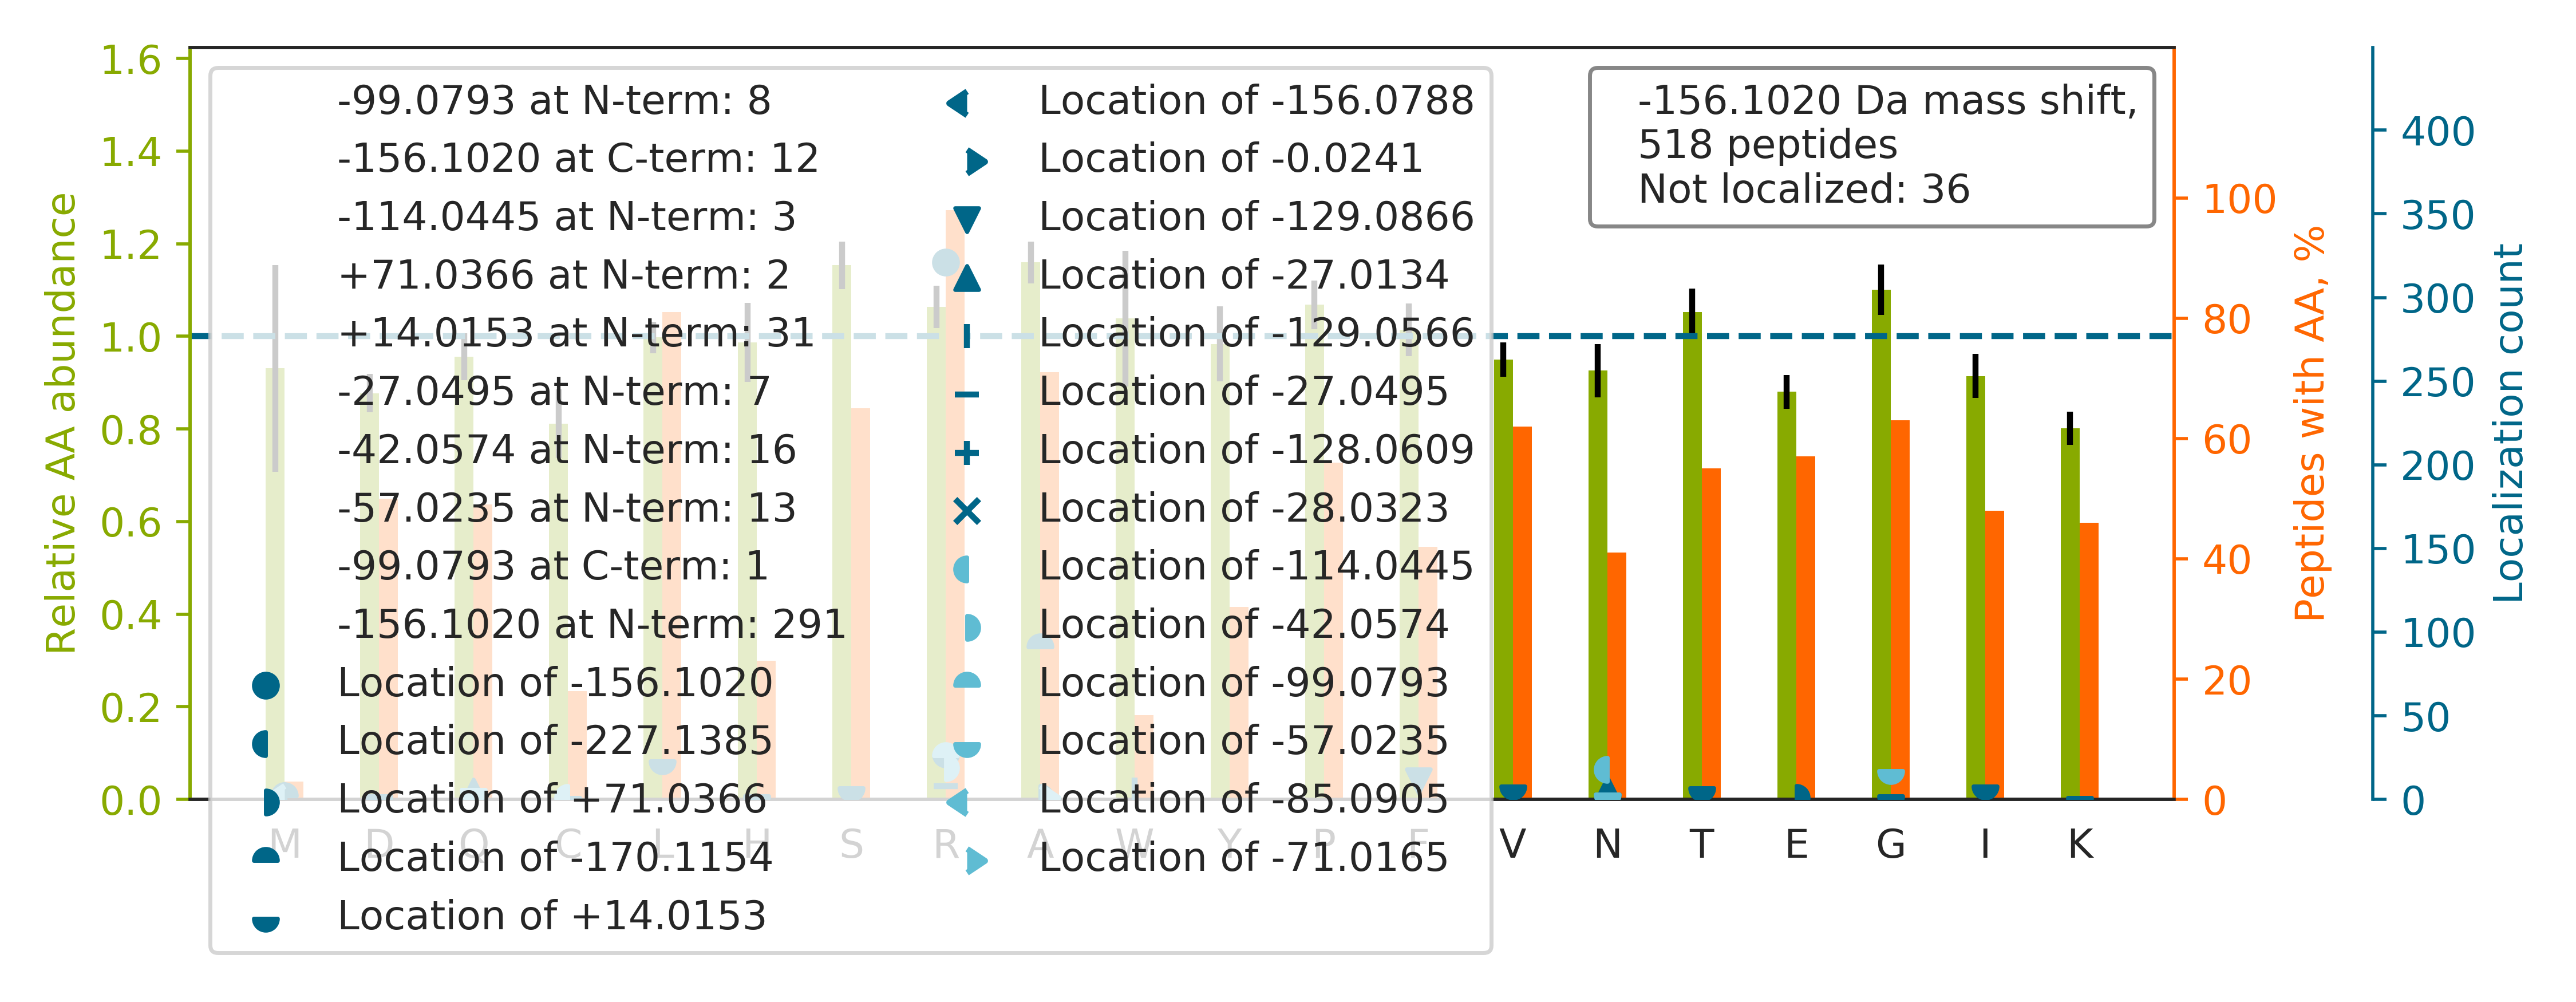 1.6
1.4
1.2
1.0
0.8
0.6
0.4
0.2
0.0
Relative AA abundance
-99.0793 at N-term: 8
-156.1020 at C-term: 12
-114.0445 at N-term: 3
+71.0366 at N-term: 2
+14.0153 at N-term: 31
-27.0495 at N-term: 7
-42.0574 at N-term: 16
-57.0235 at N-term: 13
-99.0793 at C-term: 1
-156.1020 at N-term: 291
Location of -156.1020
Location of -227.1385
Location of +71.0366
Location of -170.1154
Location of +14.0153
Location of -156.0788
Location of -0.0241
Location of -129.0866
Location of -27.0134
Location of -129.0566
Location of -27.0495
Location of -128.0609
Location of -28.0323
Location of -114.0445
Location of -42.0574
Location of -99.0793
Location of -57.0235
Location of -85.0905
Location of -71.0165
-156.1020 Da mass shift,
518 peptides
Not localized: 36
M D Q C L H S R A W Y P F V N T E G I K
100
80
60
40
20
0
Peptides with AA, %
400
350
300
250
200
150
100
50
0
Localization count